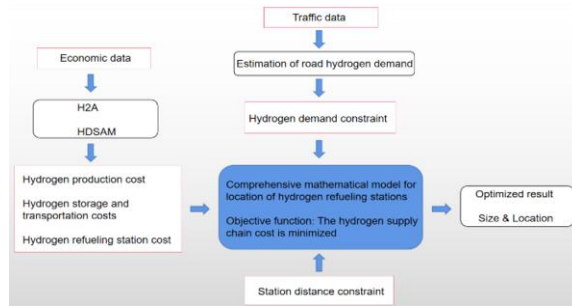 Traffic data
Economic data
Estimation of road hydrogen demand
H2A
HDSAM
Hydrogen demand constraint
Hydrogen production cost
Hydrogen storage and
transportation costs
Hydrogen refueling station cost
Comprehensive mathematical model for
location of hydrogen refueling stations
Objective function: The hydrogen supply
chain cost is minimized
Optimized result
Size & Location
Station distance constraint